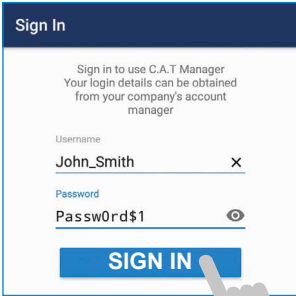 Sign In
Sign in to use C.A.T Manager
Your login details can be obtained
from your company's account
manager
Username
John_Smith
Password
Passw0rd$1
SIGN IN